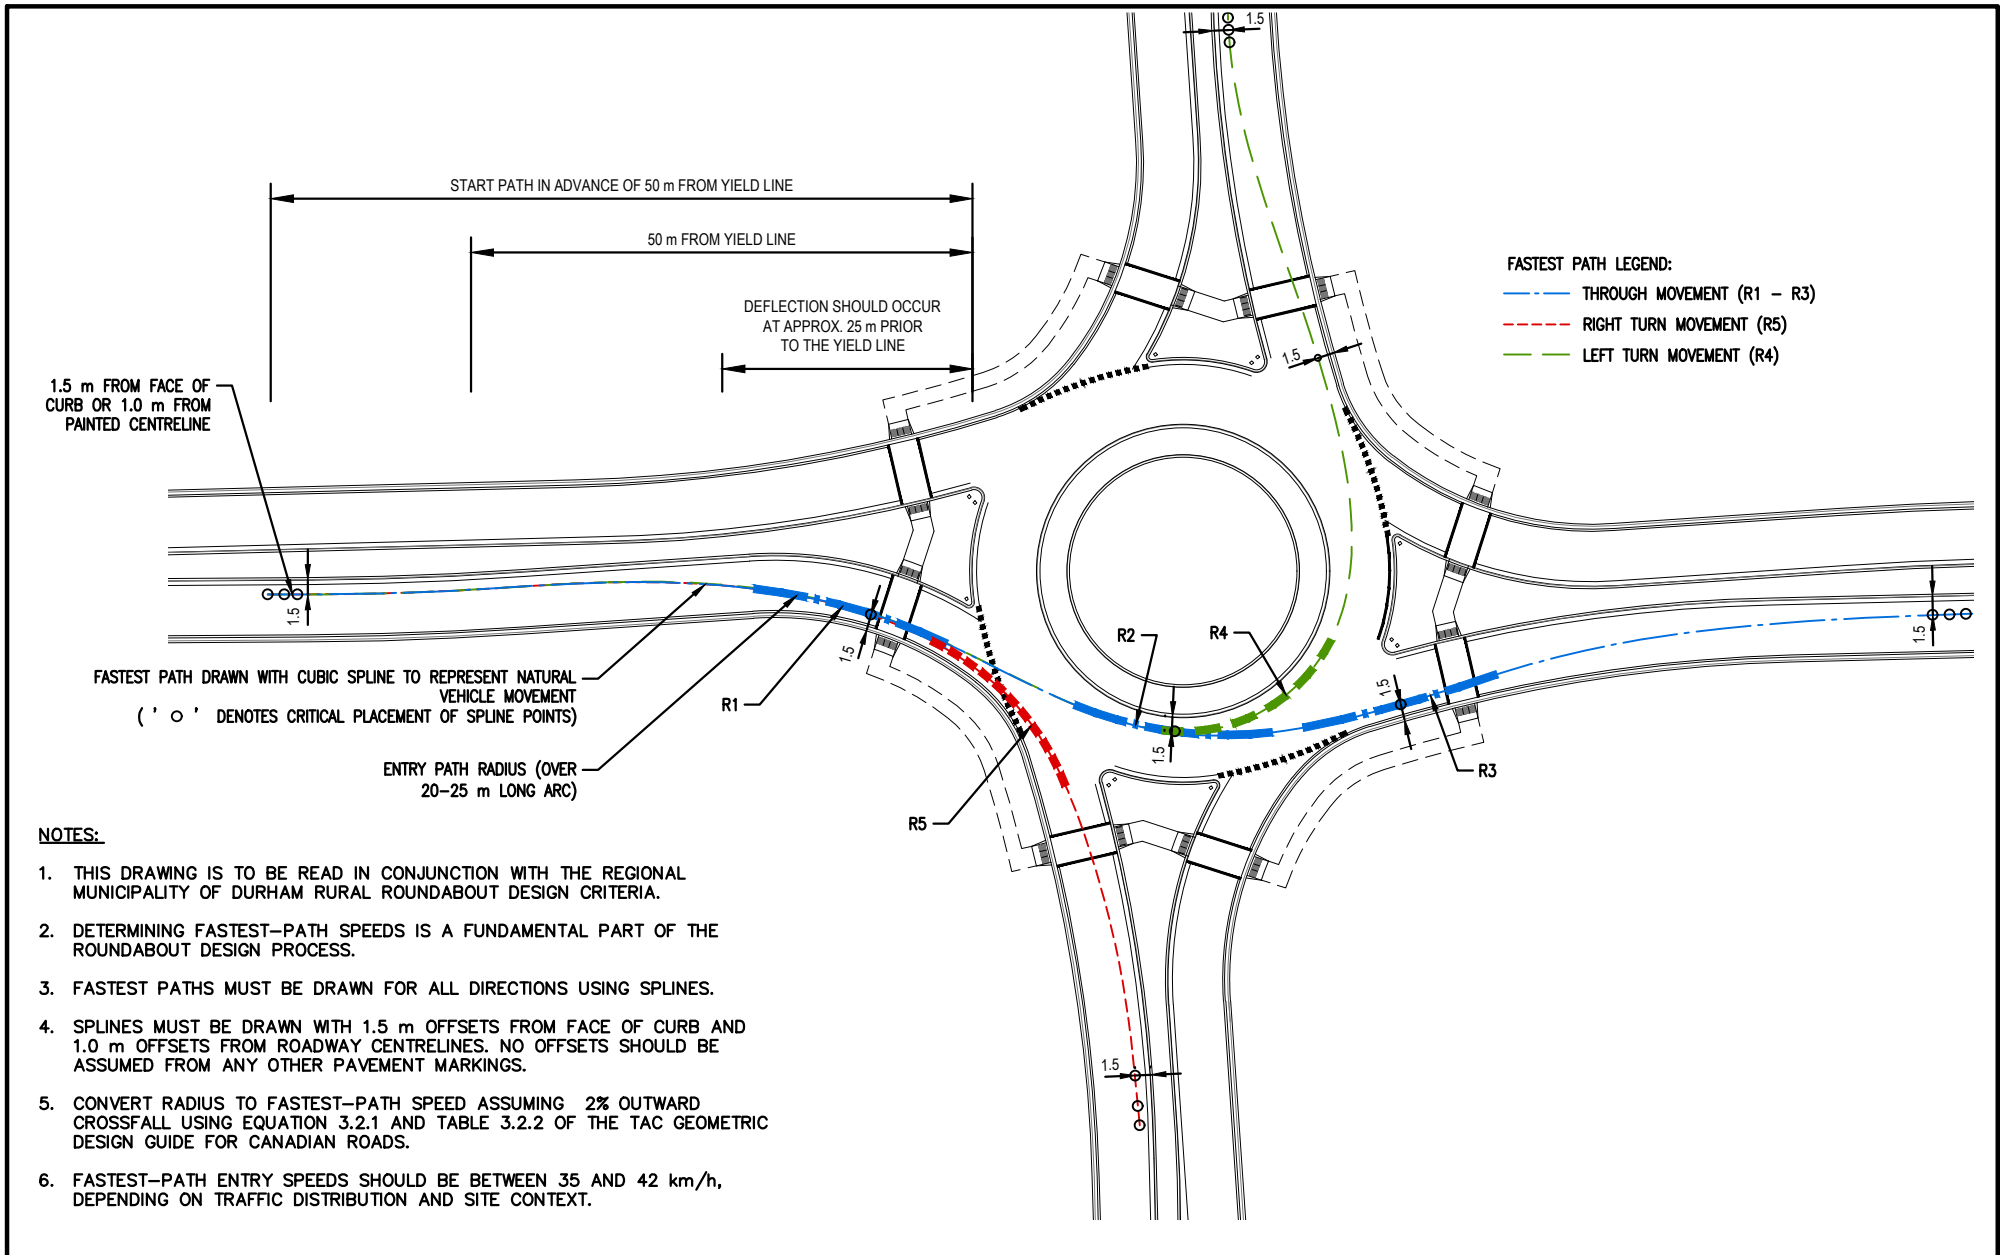 1.5
START PATH IN ADVANCE OF 50 m FROM YIELD LINE
50 m FROM YIELD LINE
DEFLECTION SHOULD OCCUR
AT APPROX. 25 m PRIOR
TO THE YIELD LINE
FASTEST PATH LEGEND:
THROUGH MOVEMENT (R1 – R3)
RIGHT TURN MOVEMENT (R5)
LEFT TURN MOVEMENT (R4)
1.5
1.5 m FROM FACE OF
CURB OR 1.0 m FROM
PAINTED CENTRELINE
1.5
1.5
1.5
R2
R4
1.5
1.5
R1
R3
R5
FASTEST PATH DRAWN WITH CUBIC SPLINE TO REPRESENT NATURAL
VEHICLE MOVEMENT
( ' O ' DENOTES CRITICAL PLACEMENT OF SPLINE POINTS)
ENTRY PATH RADIUS (OVER
20–25 m LONG ARC)
1.5
NOTES:
1. THIS DRAWING IS TO BE READ IN CONJUNCTION WITH THE REGIONAL
MUNICIPALITY OF DURHAM RURAL ROUNDABOUT DESIGN CRITERIA.
2. DETERMINING FASTEST–PATH SPEEDS IS A FUNDAMENTAL PART OF THE
ROUNDABOUT DESIGN PROCESS.
3. FASTEST PATHS MUST BE DRAWN FOR ALL DIRECTIONS USING SPLINES.
4. SPLINES MUST BE DRAWN WITH 1.5 m OFFSETS FROM FACE OF CURB AND
1.0 m OFFSETS FROM ROADWAY CENTRELINES. NO OFFSETS SHOULD BE
ASSUMED FROM ANY OTHER PAVEMENT MARKINGS.
5. CONVERT RADIUS TO FASTEST–PATH SPEED ASSUMING 2% OUTWARD
CROSSFALL USING EQUATION 3.2.1 AND TABLE 3.2.2 OF THE TAC GEOMETRIC
DESIGN GUIDE FOR CANADIAN ROADS.
6. FASTEST–PATH ENTRY SPEEDS SHOULD BE BETWEEN 35 AND 42 km/h,
DEPENDING ON TRAFFIC DISTRIBUTION AND SITE CONTEXT.